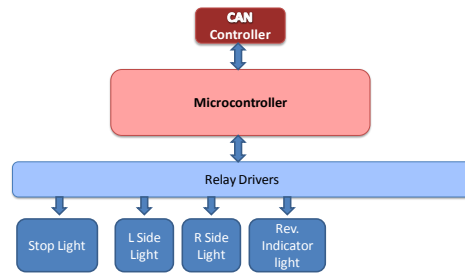 CAN
Controller
Microcontroller
Relay Drivers
Stop Light
L Side
Light
R Side
Light
Rev.
Indicator
light